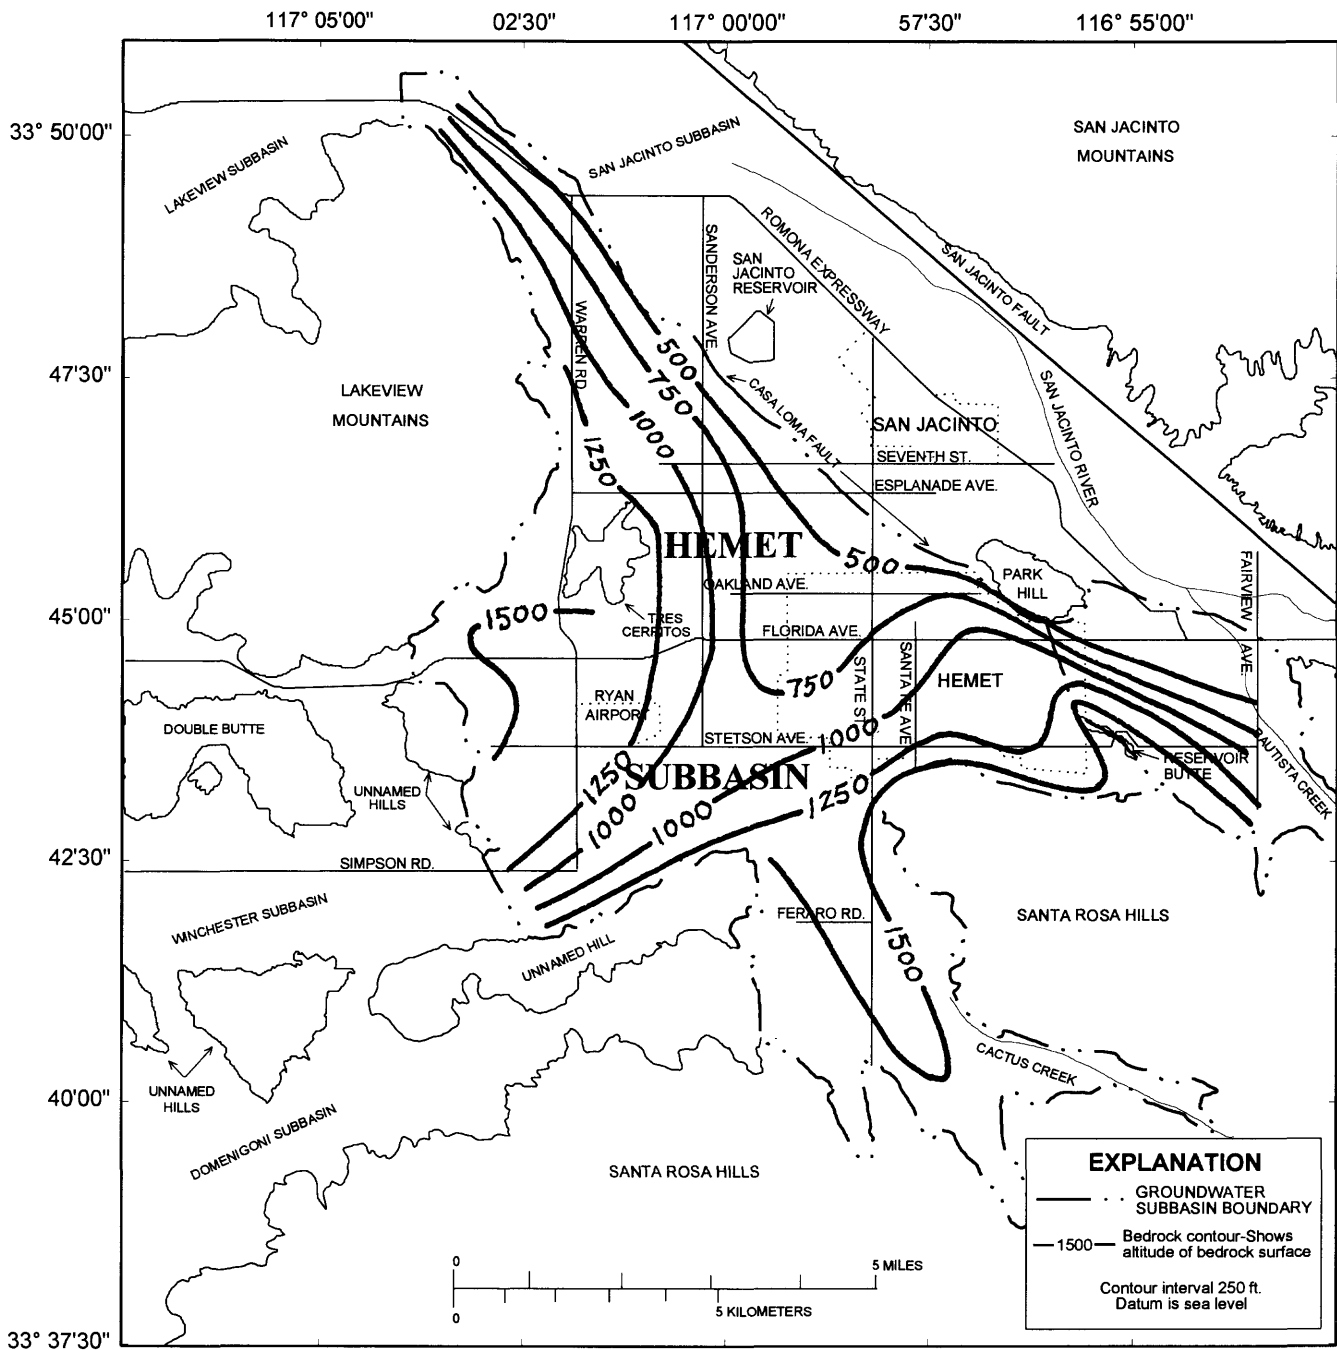 117° 05'00"
02'30"
117° 00'00"
57'30"
116° 55'00"
33° 50'00"
47'30"
45'00"
42'30"
40'00"
33° 37'30"
LAKEVIEW SUBBASIN
SAN JACINTO SUBBASIN
SAN JACINTO
MOUNTAINS
ROMONA EXPRESSWAY
SANDERSON AVE.
SAN
JACINTO
RESERVOIR
SAN JACINTO FAULT
WARREN RD.
500
750
1000
1250
LAKEVIEW
MOUNTAINS
CASA LOMA FAULT
SAN JACINTO
SAN JACINTO RIVER
SEVENTH ST.
ESPLANADE AVE.
HEMET
500
OAKLAND AVE.
PARK
HILL
FAIRVIEW
AVE.
1500
TRES
CERRITOS
FLORIDA AVE.
750
STATE ST.
SANTA FE AVE.
HEMET
RYAN
AIRPORT
DOUBLE BUTTE
STETSON AVE.
1000
RESERVOIR
BUTTE
BAUTISTA CREEK
UNNAMED
HILLS
1250
SUBBASIN
1000
1000
1250
SIMPSON RD.
WINCHESTER SUBBASIN
FERARO RD.
SANTA ROSA HILLS
UNNAMED HILL
1500
CACTUS CREEK
UNNAMED
HILLS
DOMENIGONI SUBBASIN
SANTA ROSA HILLS
EXPLANATION
GROUNDWATER
SUBBASIN BOUNDARY
1500
Bedrock contour-Shows
altitude of bedrock surface
Contour interval 250 ft.
Datum is sea level
0
5 MILES
0
5 KILOMETERS